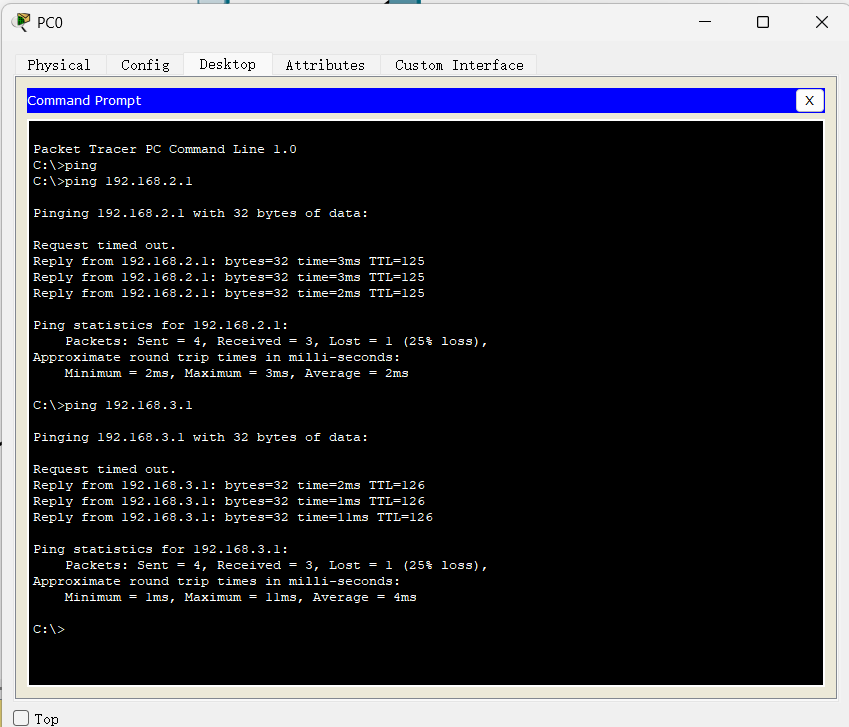 PC0
Physical Config Desktop Attributes Custom Interface
Command Prompt
X
Packet Tracer PC Command Line 1.0
C:\>ping
C:\>ping 192.168.2.1
Pinging 192.168.2.1 with 32 bytes of data:
Request timed out.
Reply from 192.168.2.1: bytes=32 time=3ms TTL=125
Reply from 192.168.2.1: bytes=32 time=3ms TTL=125
Reply from 192.168.2.1: bytes=32 time=2ms TTL=125
Ping statistics for 192.168.2.1:
    Packets: Sent = 4, Received = 3, Lost = 1 (25% loss),
Approximate round trip times in milli-seconds:
    Minimum = 2ms, Maximum = 3ms, Average = 2ms
C:\>ping 192.168.3.1
Pinging 192.168.3.1 with 32 bytes of data:
Request timed out.
Reply from 192.168.3.1: bytes=32 time=2ms TTL=126
Reply from 192.168.3.1: bytes=32 time=1ms TTL=126
Reply from 192.168.3.1: bytes=32 time=11ms TTL=126
Ping statistics for 192.168.3.1:
    Packets: Sent = 4, Received = 3, Lost = 1 (25% loss),
Approximate round trip times in milli-seconds:
    Minimum = 1ms, Maximum = 11ms, Average = 4ms
C:\>
Top